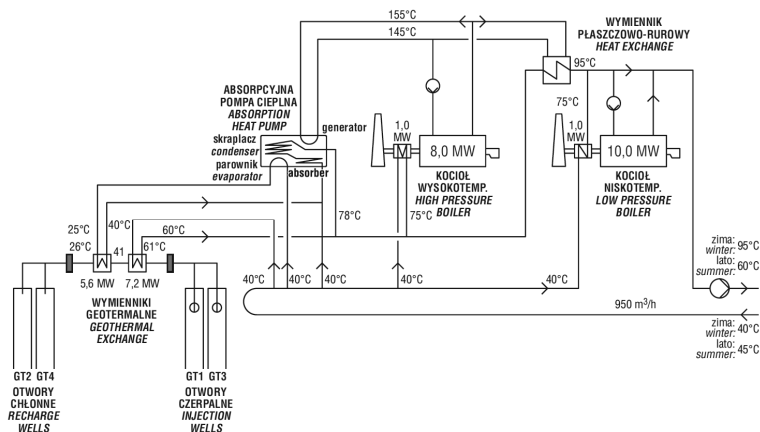 155°C
145°C
WYMIENNIK
PŁASZCZOWO-RUROWY
HEAT EXCHANGE
95°C
ABSORPCYJNA
POMPA CIEPLNA
ABSORPTION
HEAT PUMP
generator
skraplacz
condenser
parownik
evaporator
absorber
1,0
MW
8,0 MW
KOCIOŁ
WYSOKOTEMP.
HIGH PRESSURE
BOILER
75°C
1,0
MW
10,0 MW
KOCIOŁ
NISKOTEMP.
LOW PRESSURE
BOILER
78°C
75°C
25°C
40°C
60°C
26°C
41
61°C
5,6 MW
7,2 MW
WYMIENNIKI
GEOTERMALNE
GEOTHERMAL
EXCHANGE
40°C
40°C
40°C
40°C
40°C
zima:
winter: 95°C
lato:
summer: 60°C
950 m³/h
zima:
winter: 40°C
lato:
summer: 45°C
GT2 GT4
OTWORY
CHŁONNE
RECHARGE
WELLS
GT1 GT3
OTWORY
CZERPALNE
INJECTION
WELLS